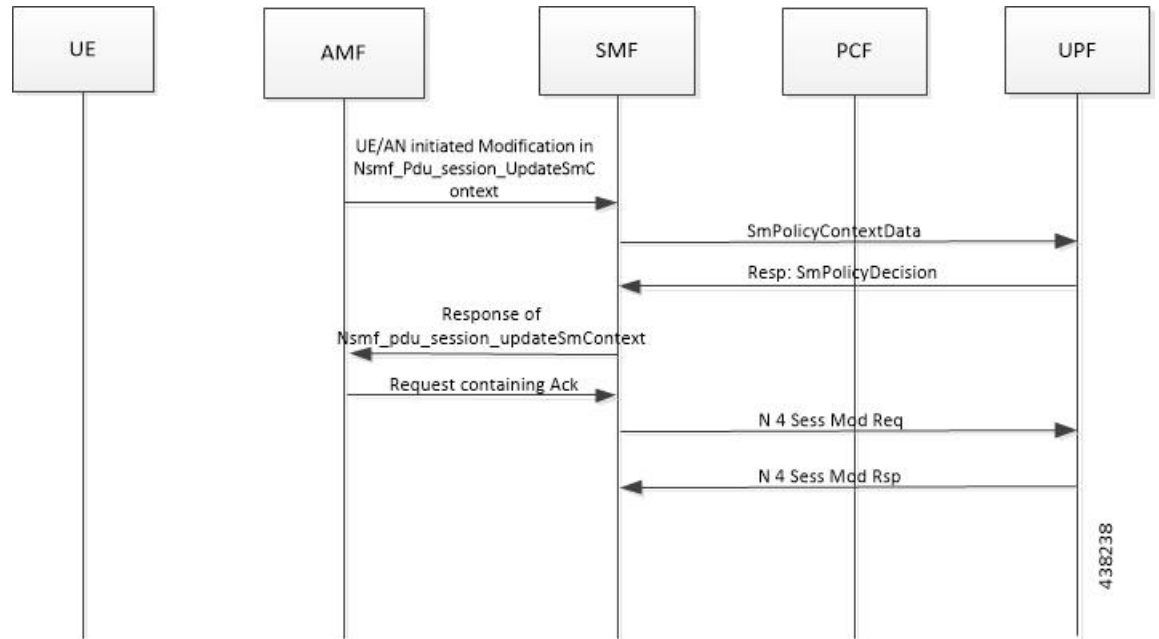 UE
AMF
SMF
PCF
UPF
UE/AN initiated Modification in
Nsmf_Pdu_session_UpdateSmC
ontext
SmPolicyContextData
Resp: SmPolicyDecision
Response of
Nsmf_pdu_session_updateSmContext
Request containing Ack
N 4 Sess Mod Req
N 4 Sess Mod Rsp
438238